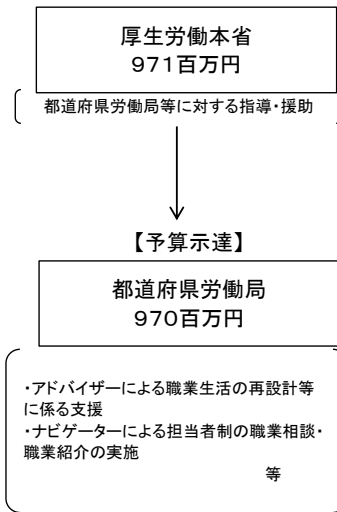 厚生労働本省
971百万円
都道府県労働局等に対する指導・援助
【予算示達】
都道府県労働局
970百万円
・アドバイザーによる職業生活の再設計等
に係る支援
・ナビゲーターによる担当者制の職業相談・
職業紹介の実施
等